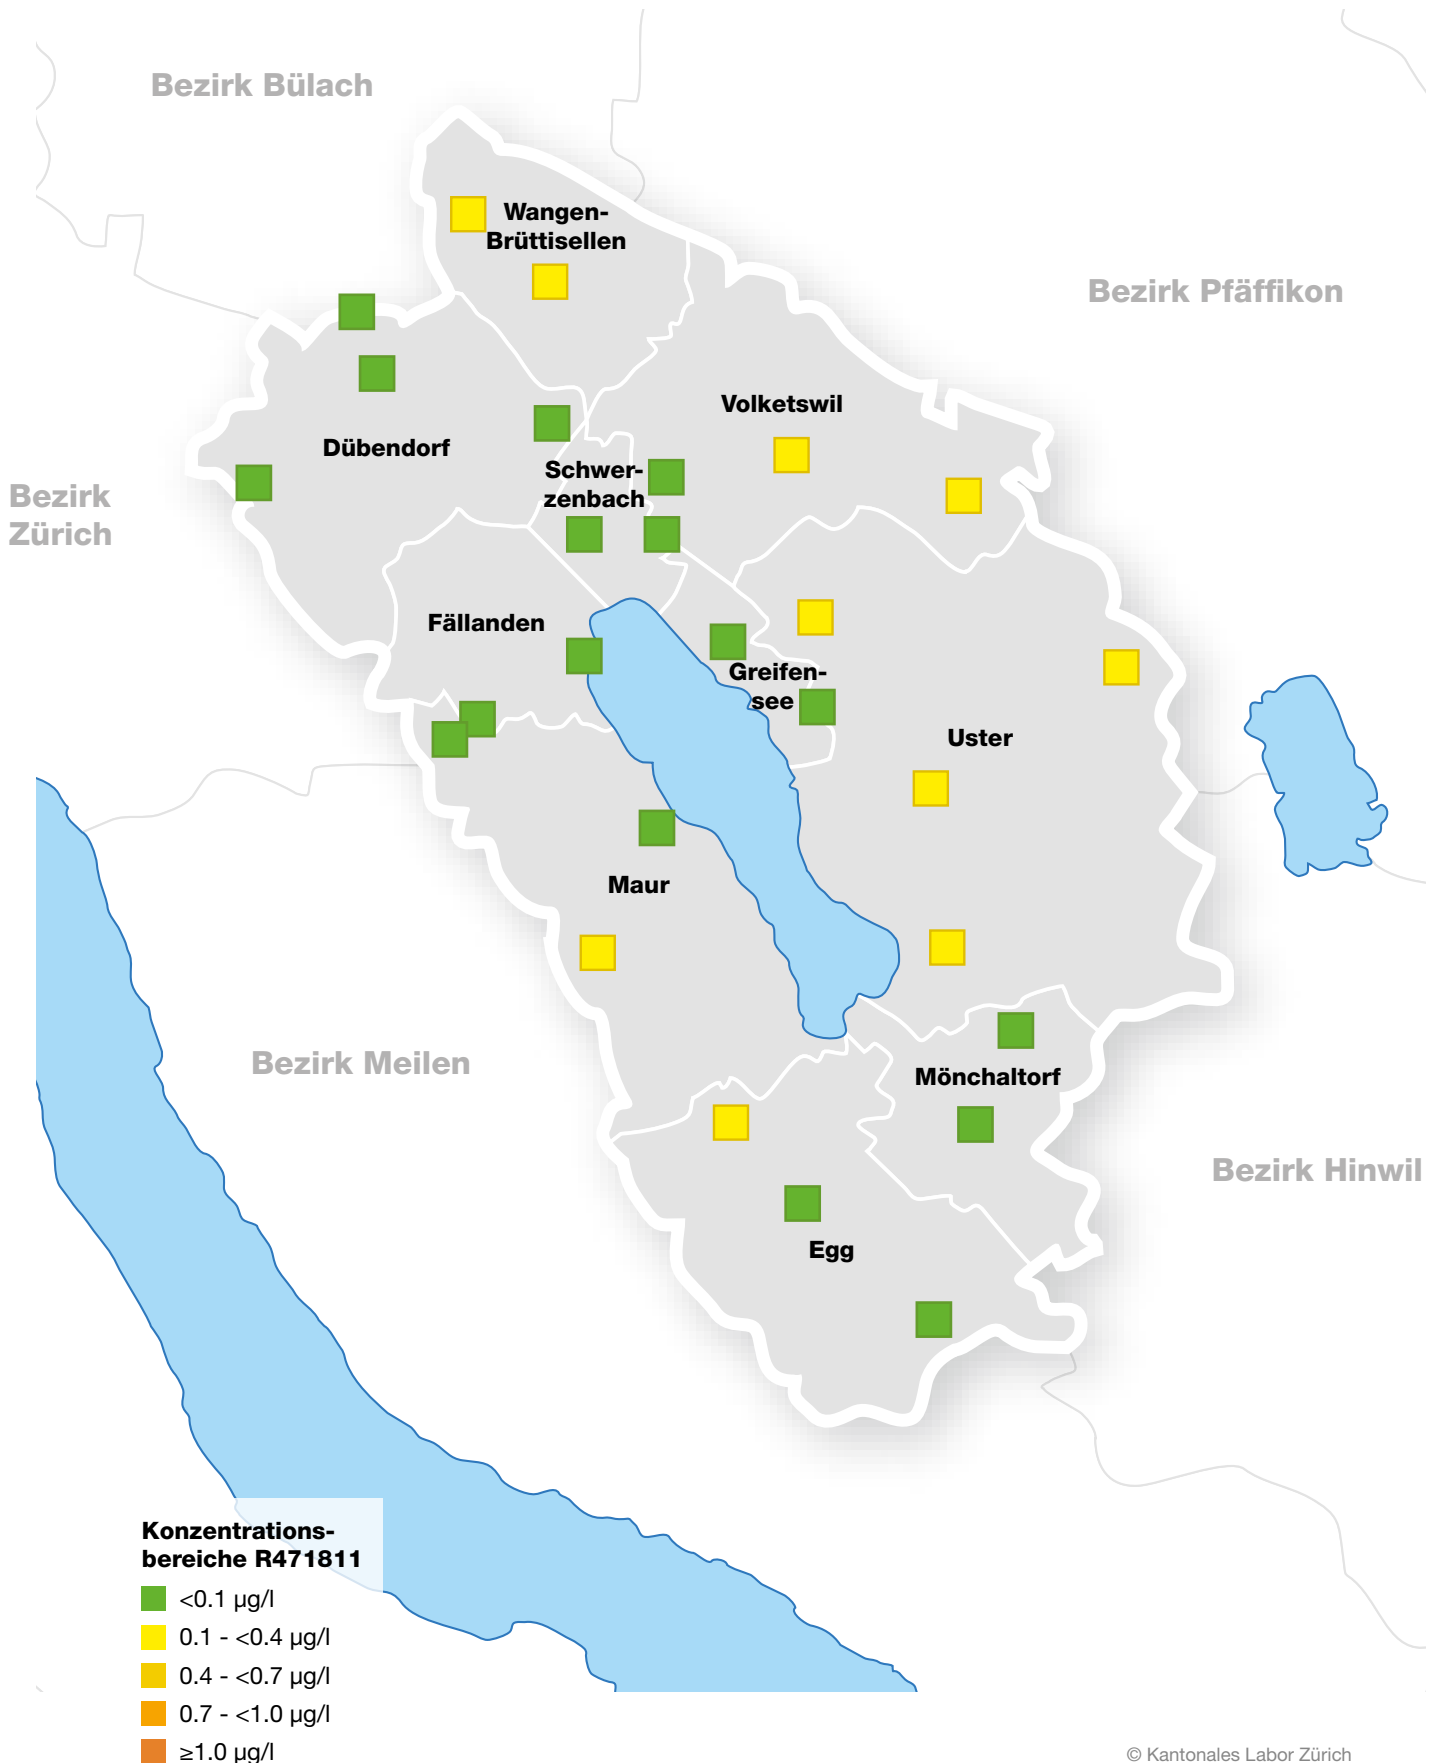 Bezirk Bülach
Wangen-
Brüttisellen
Bezirk Pfäffikon
Volketswil
Dübendorf
Schwer-
zenbach
Bezirk
Zürich
Fällanden
Greifen-
see
Uster
Maur
Bezirk Meilen
Mönchaltorf
Bezirk Hinwil
Egg
Konzentrations-
bereiche R471811
<0.1 µg/l
0.1 - <0.4 µg/l
0.4 - <0.7 µg/l
0.7 - <1.0 µg/l
≥1.0 µg/l
© Kantonales Labor Zürich